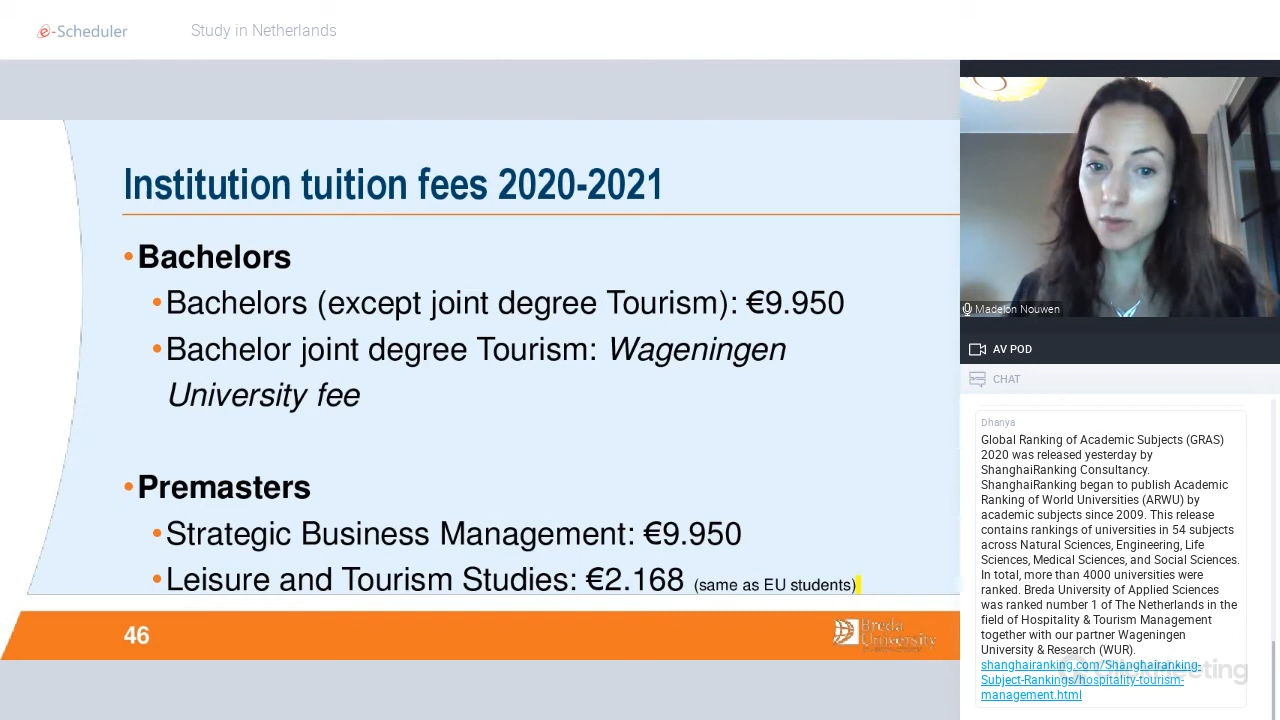 e-Scheduler
Study in Netherlands
Institution tuition fees 2020-2021
•Bachelors
•Bachelors (except joint degree Tourism): €9.950
•Bachelor joint degree Tourism: Wageningen
University fee
•Premasters
•Strategic Business Management: €9.950
•Leisure and Tourism Studies: €2.168 (same as EU students)
46
Breda
University
Madelon Nouwen
AV POD
CHAT
Dhanya
Global Ranking of Academic Subjects (GRAS)
2020 was released yesterday by
ShanghaiRanking Consultancy.
ShanghaiRanking began to publish Academic
Ranking of World Universities (ARWU) by
academic subjects since 2009. This release
contains rankings of universities in 54 subjects
across Natural Sciences, Engineering, Life
Sciences, Medical Sciences, and Social Sciences.
In total, more than 4000 universities were
ranked. Breda University of Applied Sciences
was ranked number 1 of The Netherlands in the
field of Hospitality & Tourism Management
together with our partner Wageningen
University & Research (WUR).
shanghairanking.com/Shanghairanking-
Subject-Rankings/hospitality-tourism-
management.html
ClickMeeting